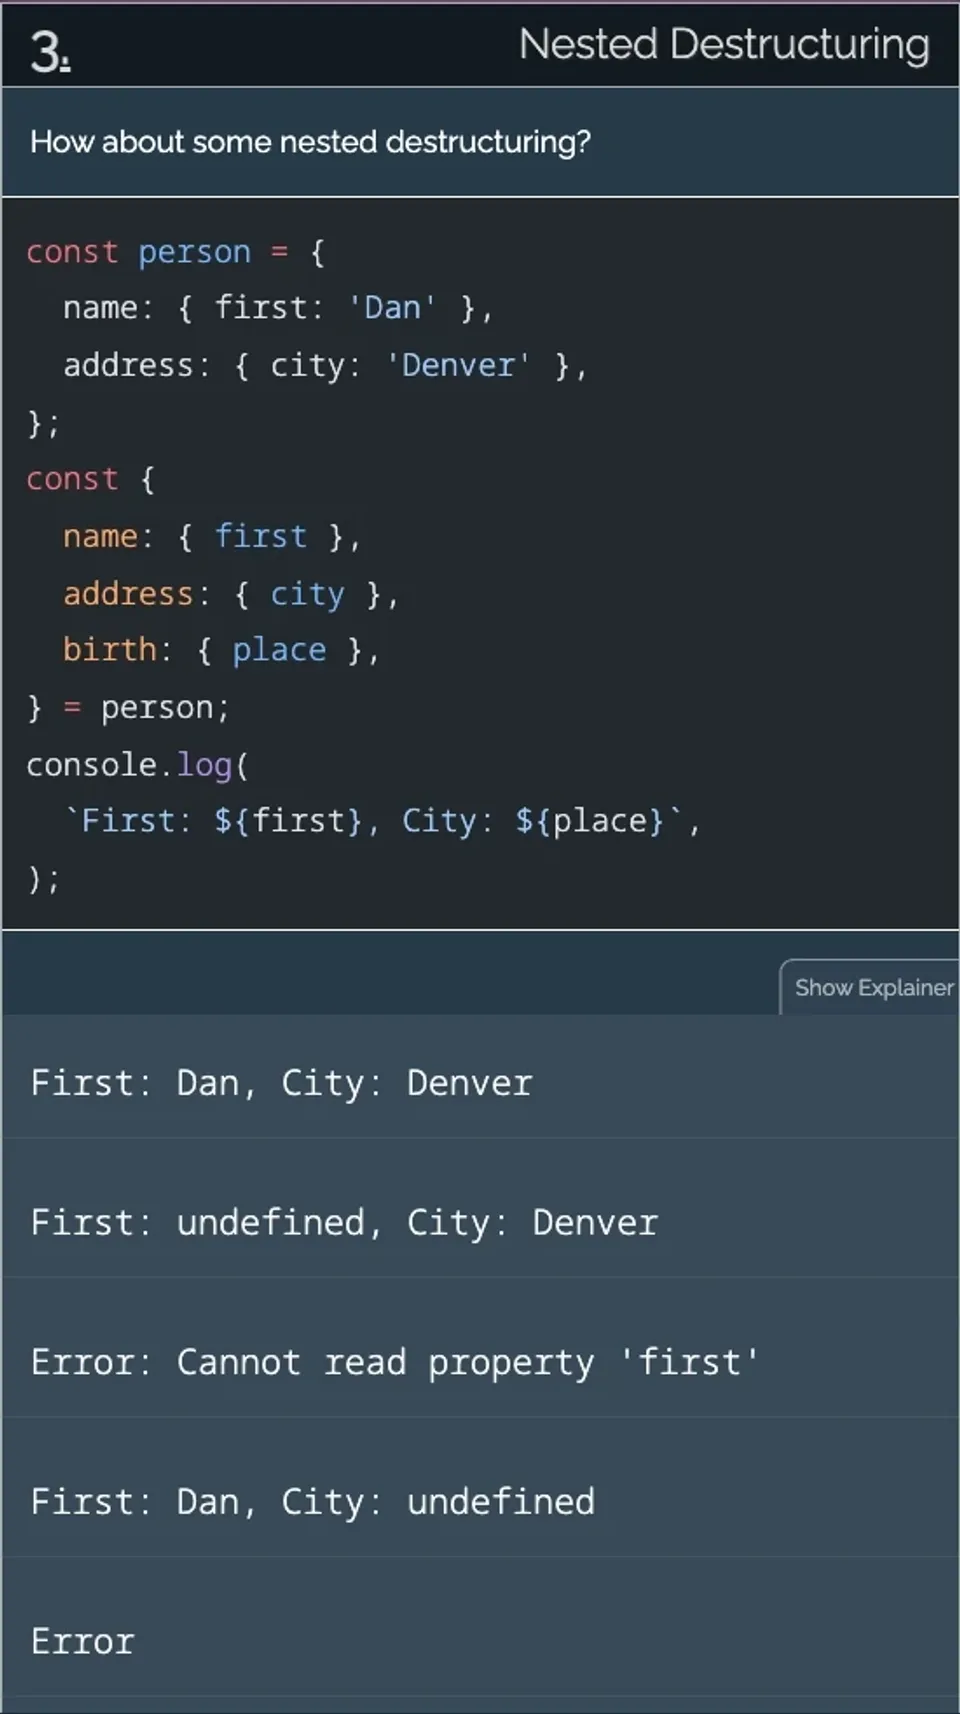 3.
Nested Destructuring
How about some nested destructuring?
const person = {
  name: { first: 'Dan' },
  address: { city: 'Denver' },
};
const {
  name: { first },
  address: { city },
  birth: { place },
} = person;
console.log(
  `First: ${first}, City: ${place}`,
);
Show Explainer
First: Dan, City: Denver
First: undefined, City: Denver
Error: Cannot read property 'first'
First: Dan, City: undefined
Error